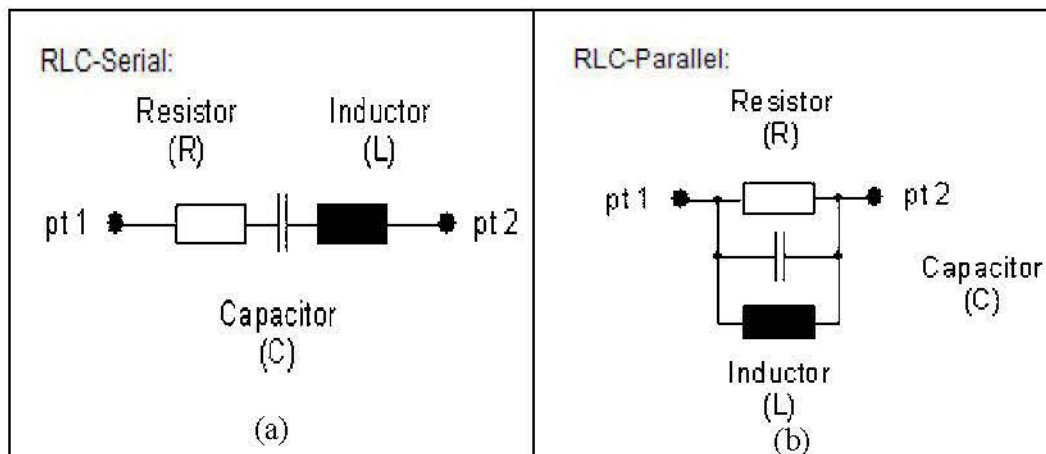 RLC-Serial:
Resistor
(R)
Inductor
(L)
pt 1
pt 2
Capacitor
(C)
(a)
RLC-Parallel:
Resistor
(R)
pt 1
pt 2
Capacitor
(C)
Inductor
(L)
(b)